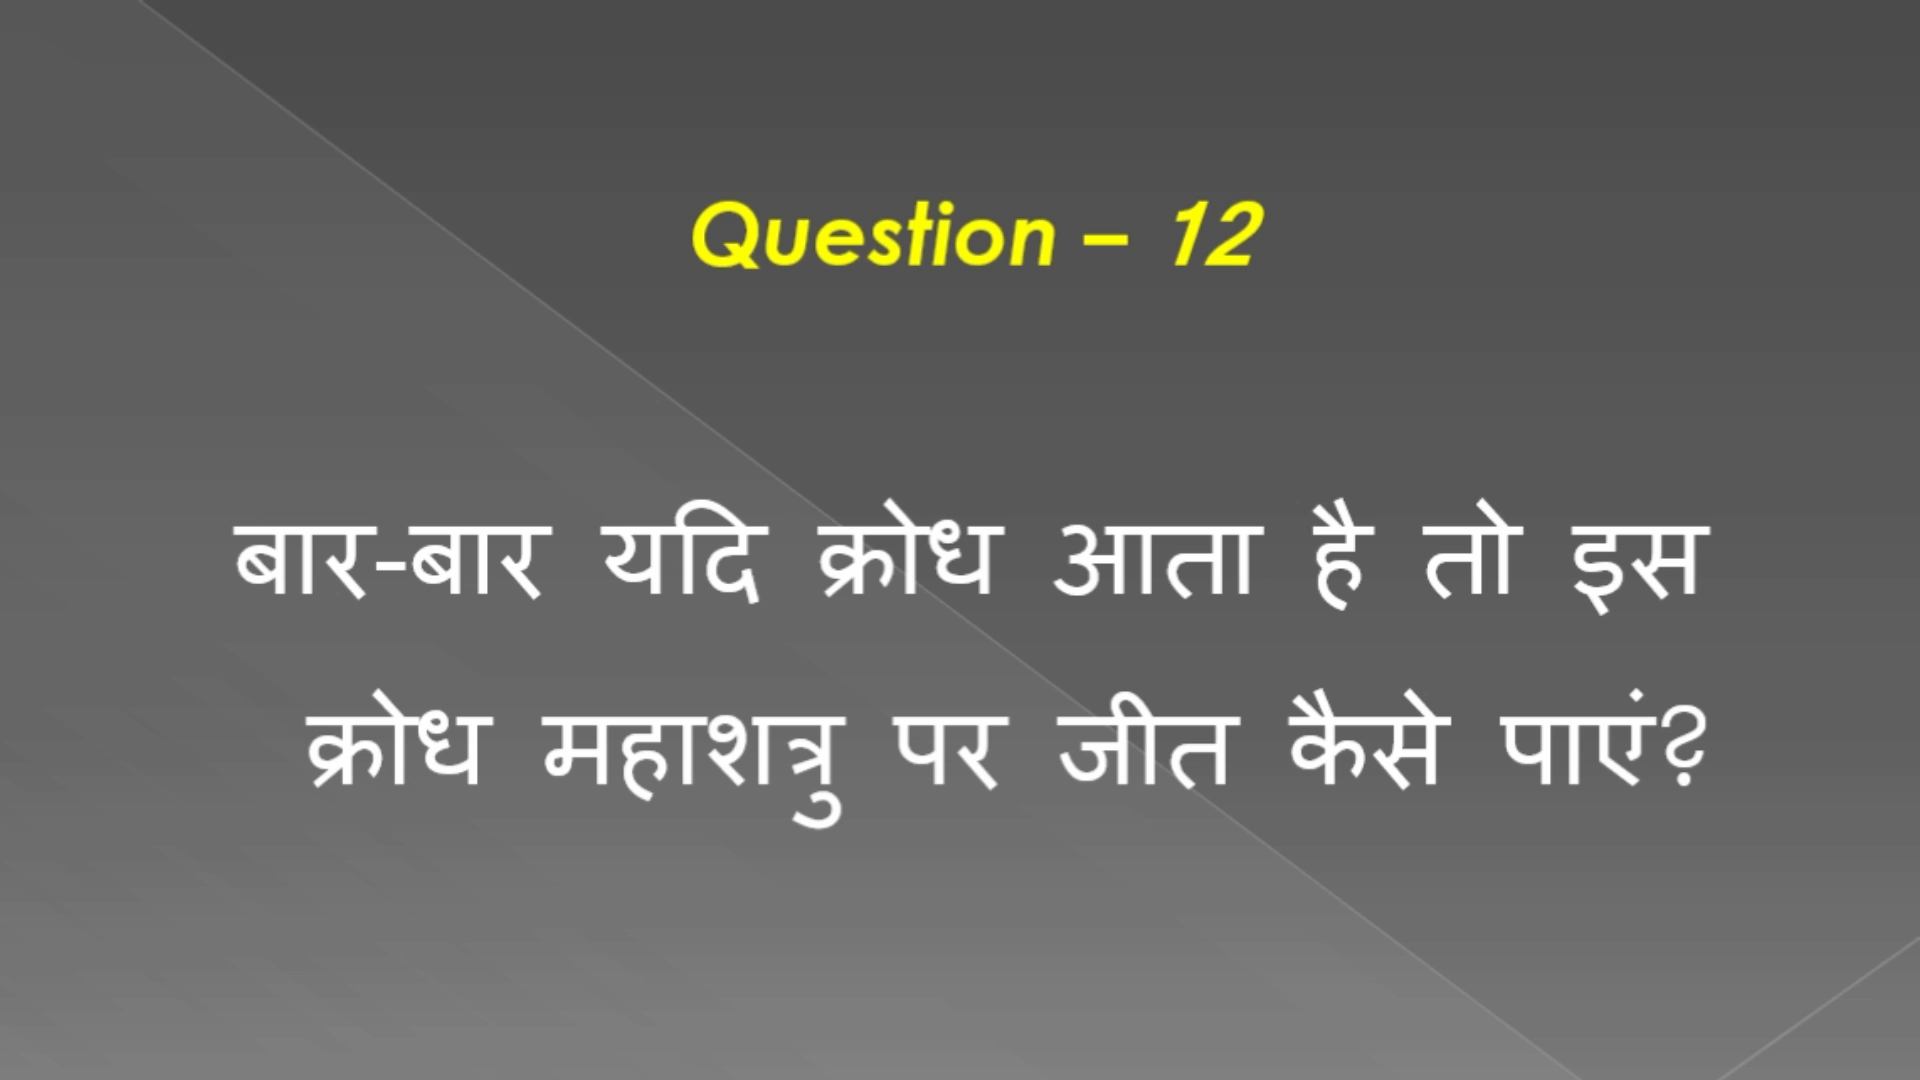 Question – 12
बार-बार यदि क्रोध आता है तो इस
क्रोध महाशत्रु पर जीत कैसे पाएं?